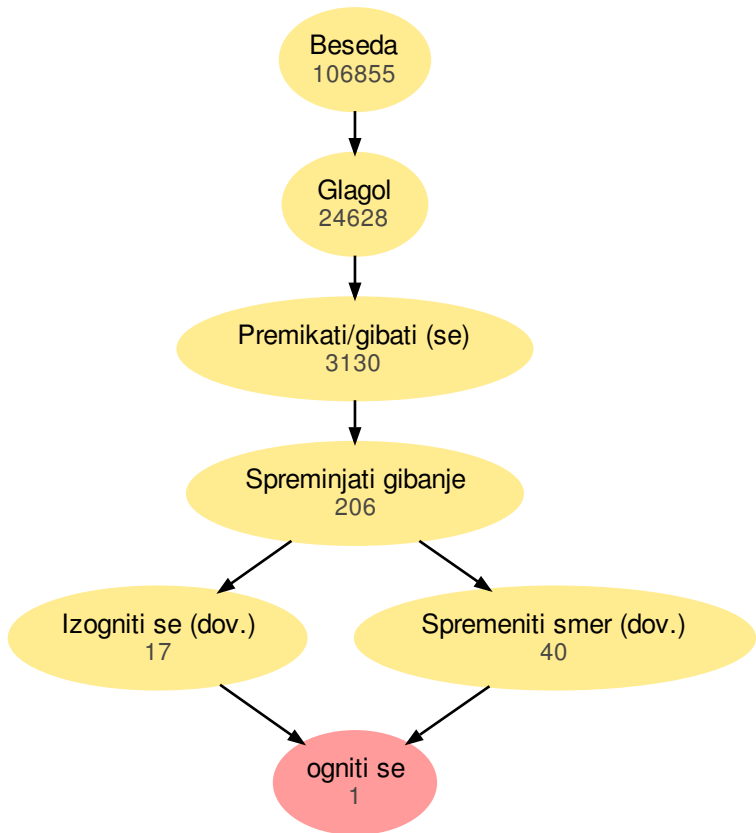 Beseda
106855
Glagol
24628
Premikati/gibati (se)
3130
Spreminjati gibanje
206
Izogniti se (dov.)
17
Spremeniti smer (dov.)
40
ogniti se
1